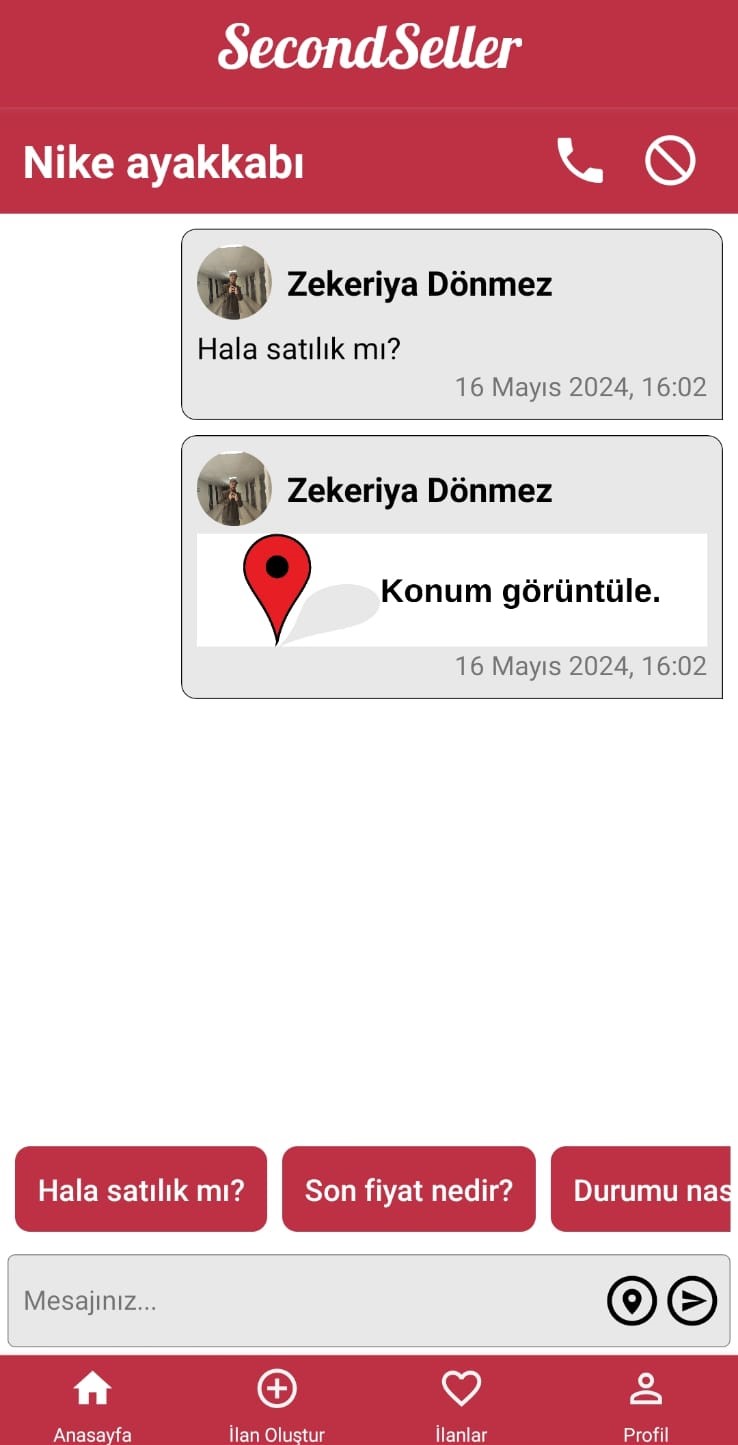 SecondSeller
Nike ayakkabı
Zekeriya Dönmez
Hala satılık mı?
16 Mayıs 2024, 16:02
Zekeriya Dönmez
Konum görüntüle.
16 Mayıs 2024, 16:02
Hala satılık mı? Son fiyat nedir? Durumu nas
Mesajınız...
Anasayfa İlan Oluştur İlanlar Profil